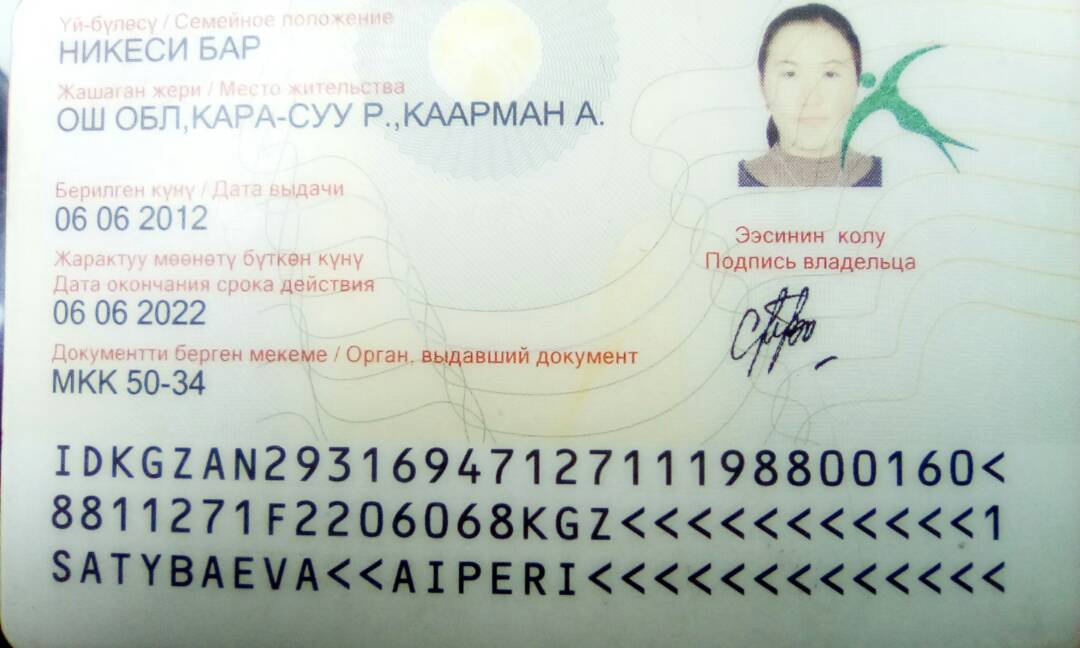 Үй-бүлөсү / Семейное положение
НИКЕСИ БАР
Жашаган жери / Место жительства
ОШ ОБЛ,КАРА-СУУ Р.,КААРМАН А.
Берилген күнү / Дата выдачи
06 06 2012
Жарактуу мөөнөтү бүткөн күнү
Дата окончания срока действия
06 06 2022
Документти берген мекеме / Орган, выдавший документ
МКК 50-34
Ээсинин колу
Подпись владельца
IDKGZAN2931694712711198800160<
8811271F2206068KGZ<<<<<<<<<<<1
SATYBAEVA<<AIPERI<<<<<<<<<<<<<